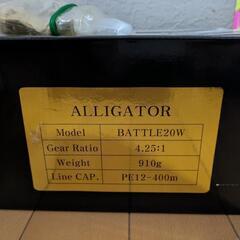 ALLIGATOR
Model BATTLE20W
Gear Ratio 4.25:1
Weight 910g
Line CAP. PE12-400m